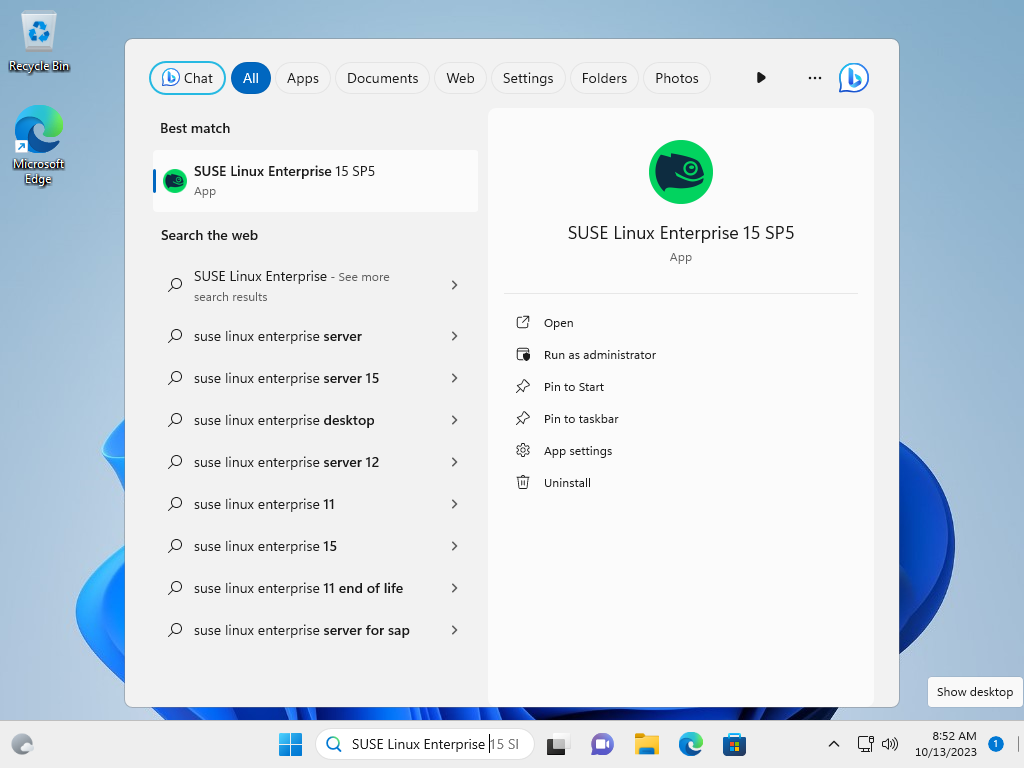 Recycle Bin
Microsoft
Edge
Chat
All
Apps
Documents
Web
Settings
Folders
Photos
Best match
SUSE Linux Enterprise 15 SP5
App
Search the web
SUSE Linux Enterprise - See more
search results
suse linux enterprise server
suse linux enterprise server 15
suse linux enterprise desktop
suse linux enterprise server 12
suse linux enterprise 11
suse linux enterprise 15
suse linux enterprise 11 end of life
suse linux enterprise server for sap
SUSE Linux Enterprise 15 SP5
App
Open
Run as administrator
Pin to Start
Pin to taskbar
App settings
Uninstall
Show desktop
SUSE Linux Enterprise 15
8:52 AM
10/13/2023
1